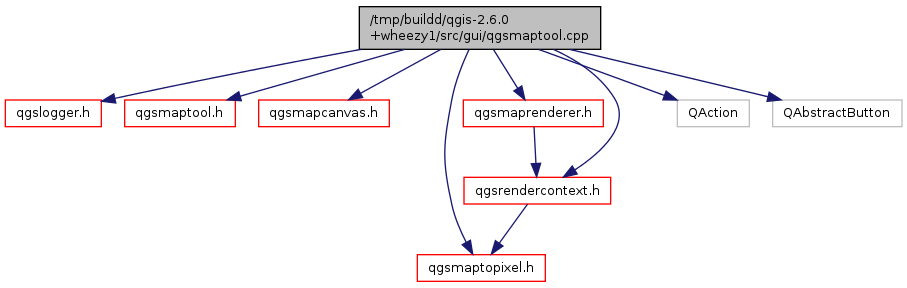 /tmp/buildd/qgis-2.6.0
+wheezy1/src/gui/qgsmaptool.cpp
qgslogger.h
qgsmaptool.h
qgsmapcanvas.h
qgsmaprenderer.h
QAction
QAbstractButton
qgsrendercontext.h
qgsmaptopixel.h